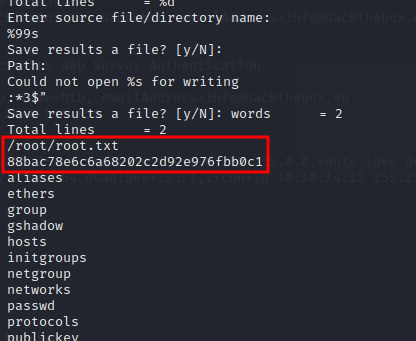 Total lines      = %d
Enter source file/directory name:
%99s
Save results a file? [y/N]:
Path:
Could not open %s for writing
:*3$"
Save results a file? [y/N]: words      = 2
Total lines      = 2
/root/root.txt
88bac78e6c6a68202c2d92e976fbb0c1
aliases
ethers
group
gshadow
hosts
initgroups
netgroup
networks
passwd
protocols
publickey